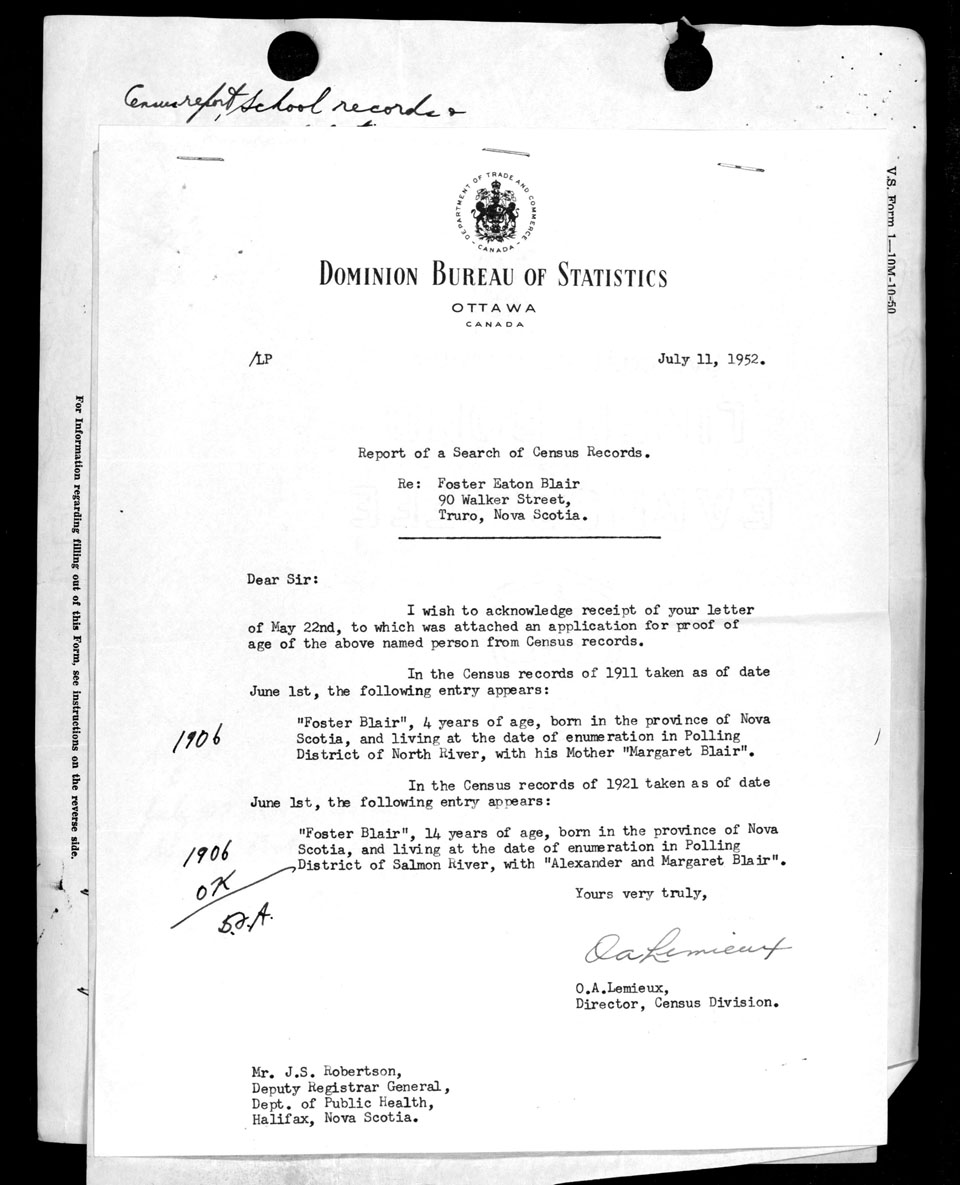 Census report, School records &
V.S. Form 1—10M-10-50
DEPARTMENT OF TRADE AND COMMERCE
- CANADA -
DOMINION BUREAU OF STATISTICS
OTTAWA
CANADA
/LP July 11, 1952.
Report of a Search of Census Records.
Re: Foster Eaton Blair
90 Walker Street,
Truro, Nova Scotia.
Dear Sir:
I wish to acknowledge receipt of your letter
of May 22nd, to which was attached an application for proof of
age of the above named person from Census records.
In the Census records of 1911 taken as of date
June 1st, the following entry appears:
1906
"Foster Blair", 4 years of age, born in the province of Nova
Scotia, and living at the date of enumeration in Polling
District of North River, with his Mother "Margaret Blair".
In the Census records of 1921 taken as of date
June 1st, the following entry appears:
"Foster Blair", 14 years of age, born in the province of Nova
1906 Scotia, and living at the date of enumeration in Polling
District of Salmon River, with "Alexander and Margaret Blair".
OK
Yours very truly,
OaLemieux
O.A.Lemieux,
Director, Census Division.
Mr. J.S. Robertson,
Deputy Registrar General,
Dept. of Public Health,
Halifax, Nova Scotia.
For Information regarding filling out of this Form, see instructions on the reverse side.